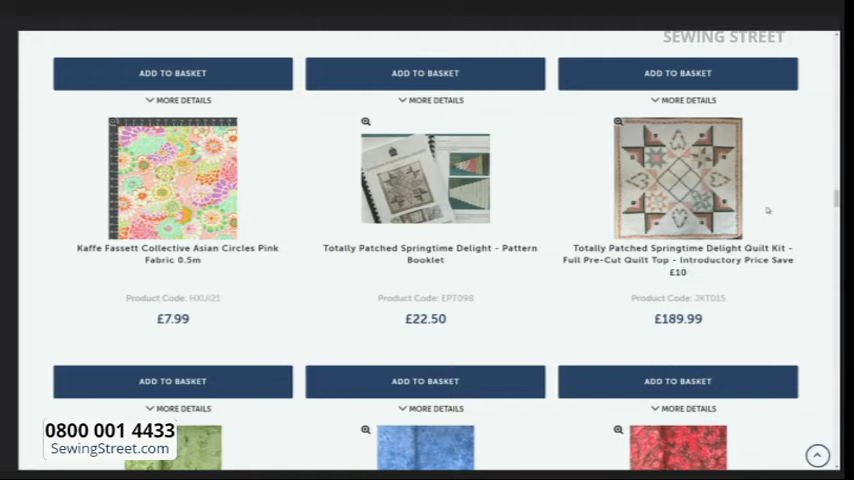 SEWING STREET
ADD TO BASKET
ADD TO BASKET
ADD TO BASKET
MORE DETAILS
MORE DETAILS
MORE DETAILS
Kaffe Fassett Collective Asian Circles Pink
Fabric 0.5m
Totally Patched Springtime Delight - Pattern
Booklet
Totally Patched Springtime Delight Quilt Kit -
Full Pre-Cut Quilt Top - Introductory Price Save
£10
Product Code: HXUI21
Product Code: EPT098
Product Code: JKT015
£7.99
£22.50
£189.99
ADD TO BASKET
ADD TO BASKET
ADD TO BASKET
MORE DETAILS
MORE DETAILS
MORE DETAILS
0800 001 4433
SewingStreet.com